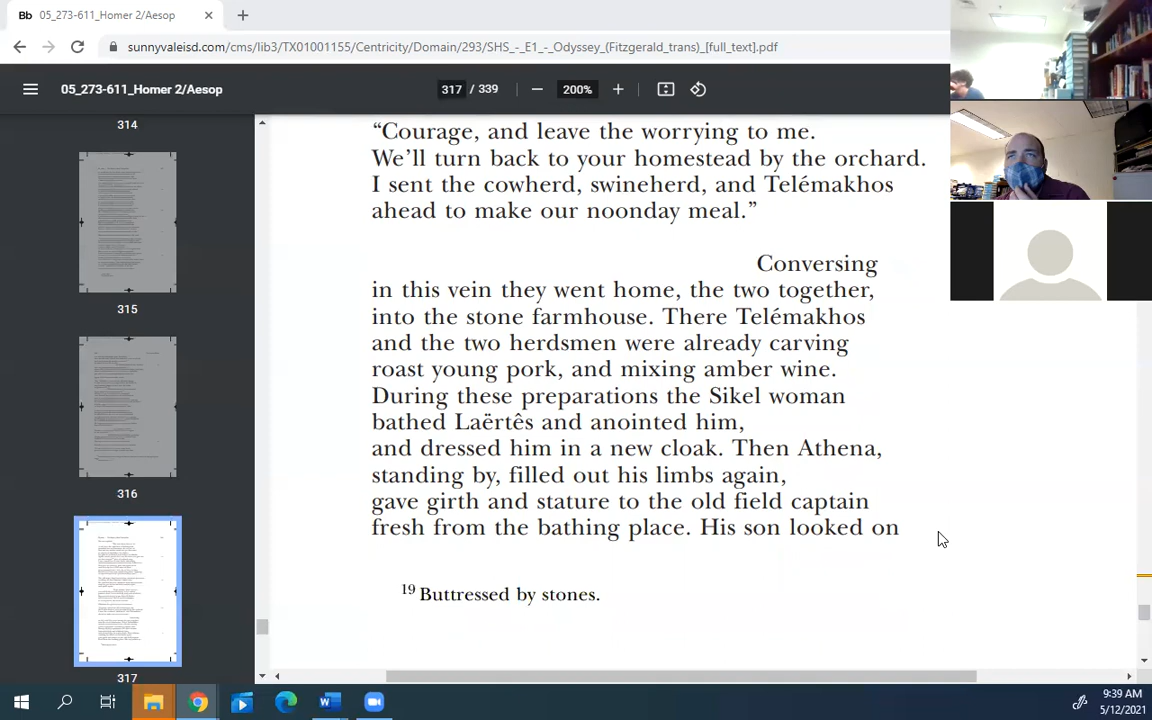 Bb 05_273-611_Homer 2/Aesop
sunnyvaleisd.com/cms/lib3/TX01001155/Centricity/Domain/293/SHS_-_E1_-_Odyssey_(Fitzgerald_trans)_[full_text].pdf
05_273-611_Homer 2/Aesop
317 / 339
200%
314
315
316
317
“Courage, and leave the worrying to me.
We’ll turn back to your homestead by the orchard.
I sent the cowherd, swineherd, and Telémakhos
ahead to make our noonday meal.”
Conversing
in this vein they went home, the two together,
into the stone farmhouse. There Telémakhos
and the two herdsmen were already carving
roast young pork, and mixing amber wine.
During these preparations the Sikel woman
bathed Laërtês and anointed him,
and dressed him in a new cloak. Then Athena,
standing by, filled out his limbs again,
gave girth and stature to the old field captain
fresh from the bathing place. His son looked on
19 Buttressed by stones.
9:39 AM
5/12/2021